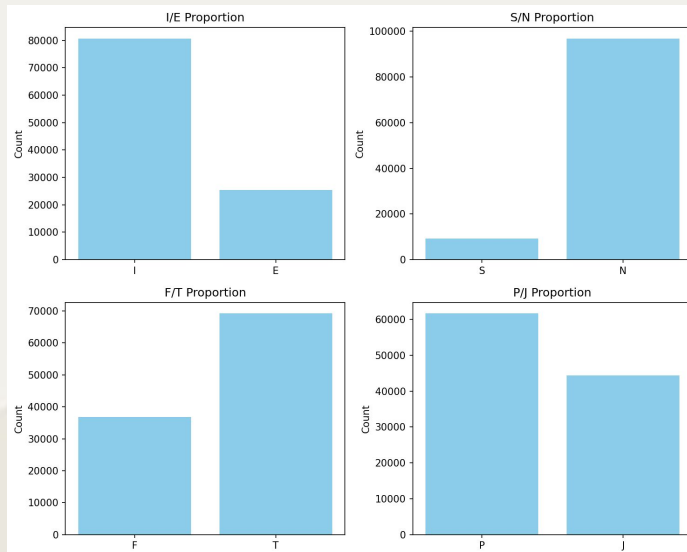 I/E Proportion
80000
70000
60000
50000
40000
30000
20000
10000
0
Count
I
E
S/N Proportion
100000
80000
60000
40000
20000
0
Count
S
N
F/T Proportion
70000
60000
50000
40000
30000
20000
10000
0
Count
F
T
P/J Proportion
60000
50000
40000
30000
20000
10000
0
Count
P
J